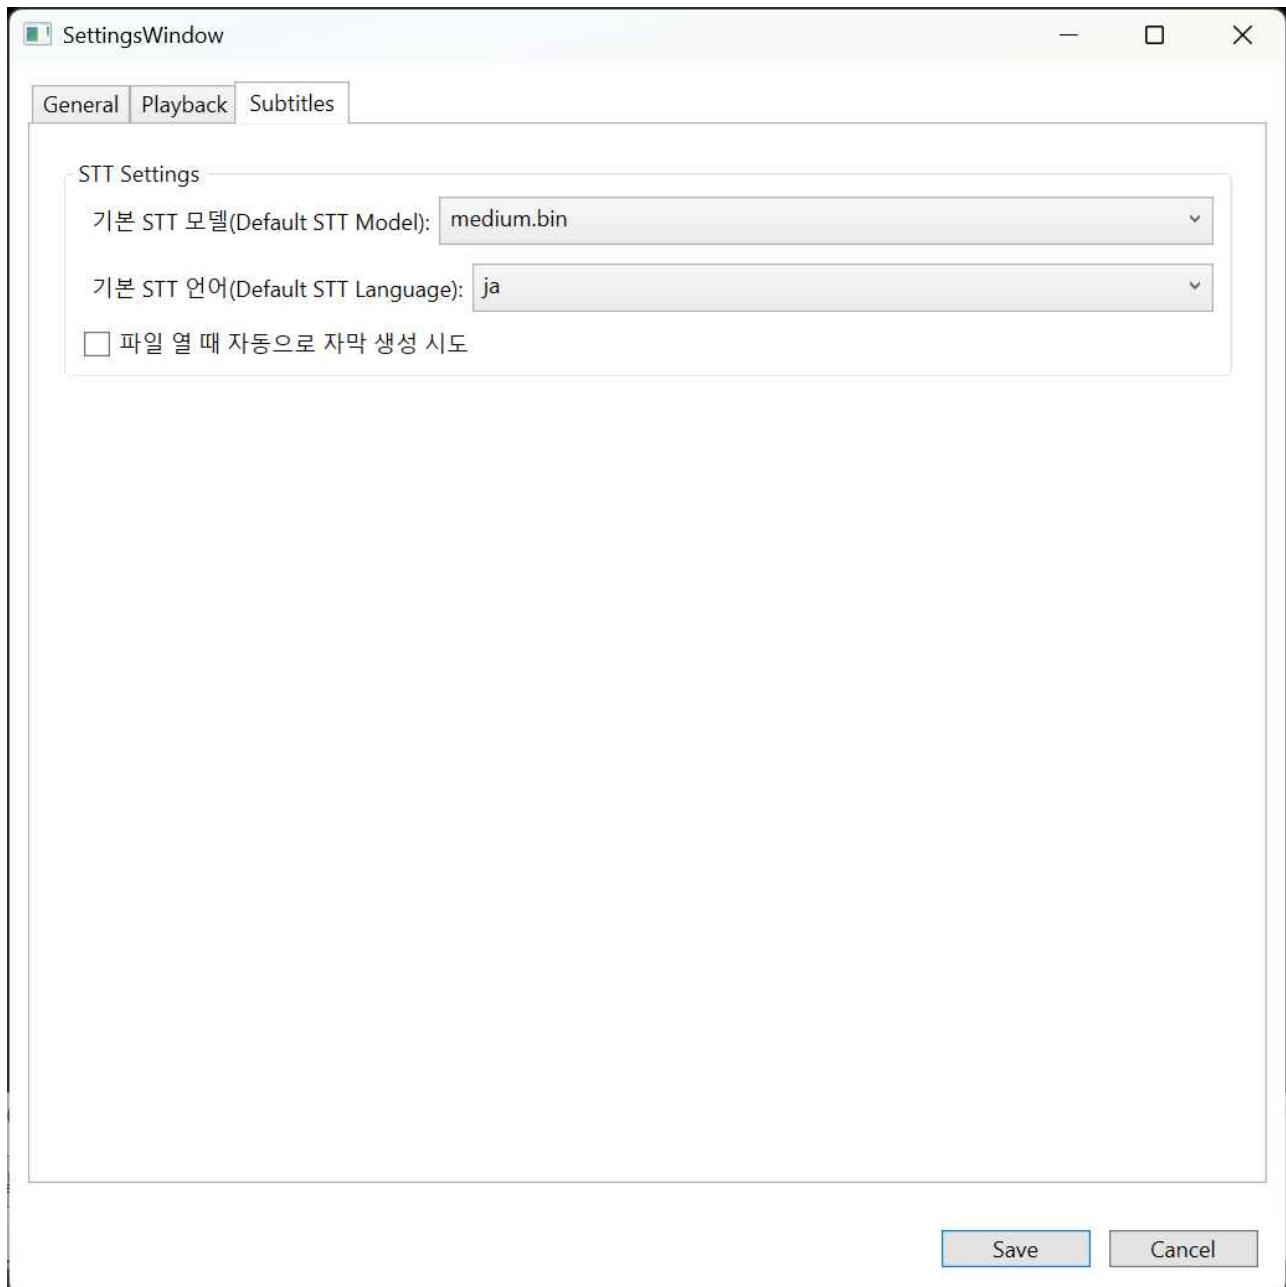 SettingsWindow
General Playback Subtitles
STT Settings
기본 STT 모델(Default STT Model): medium.bin
기본 STT 언어(Default STT Language): ja
파일 열 때 자동으로 자막 생성 시도
Save Cancel